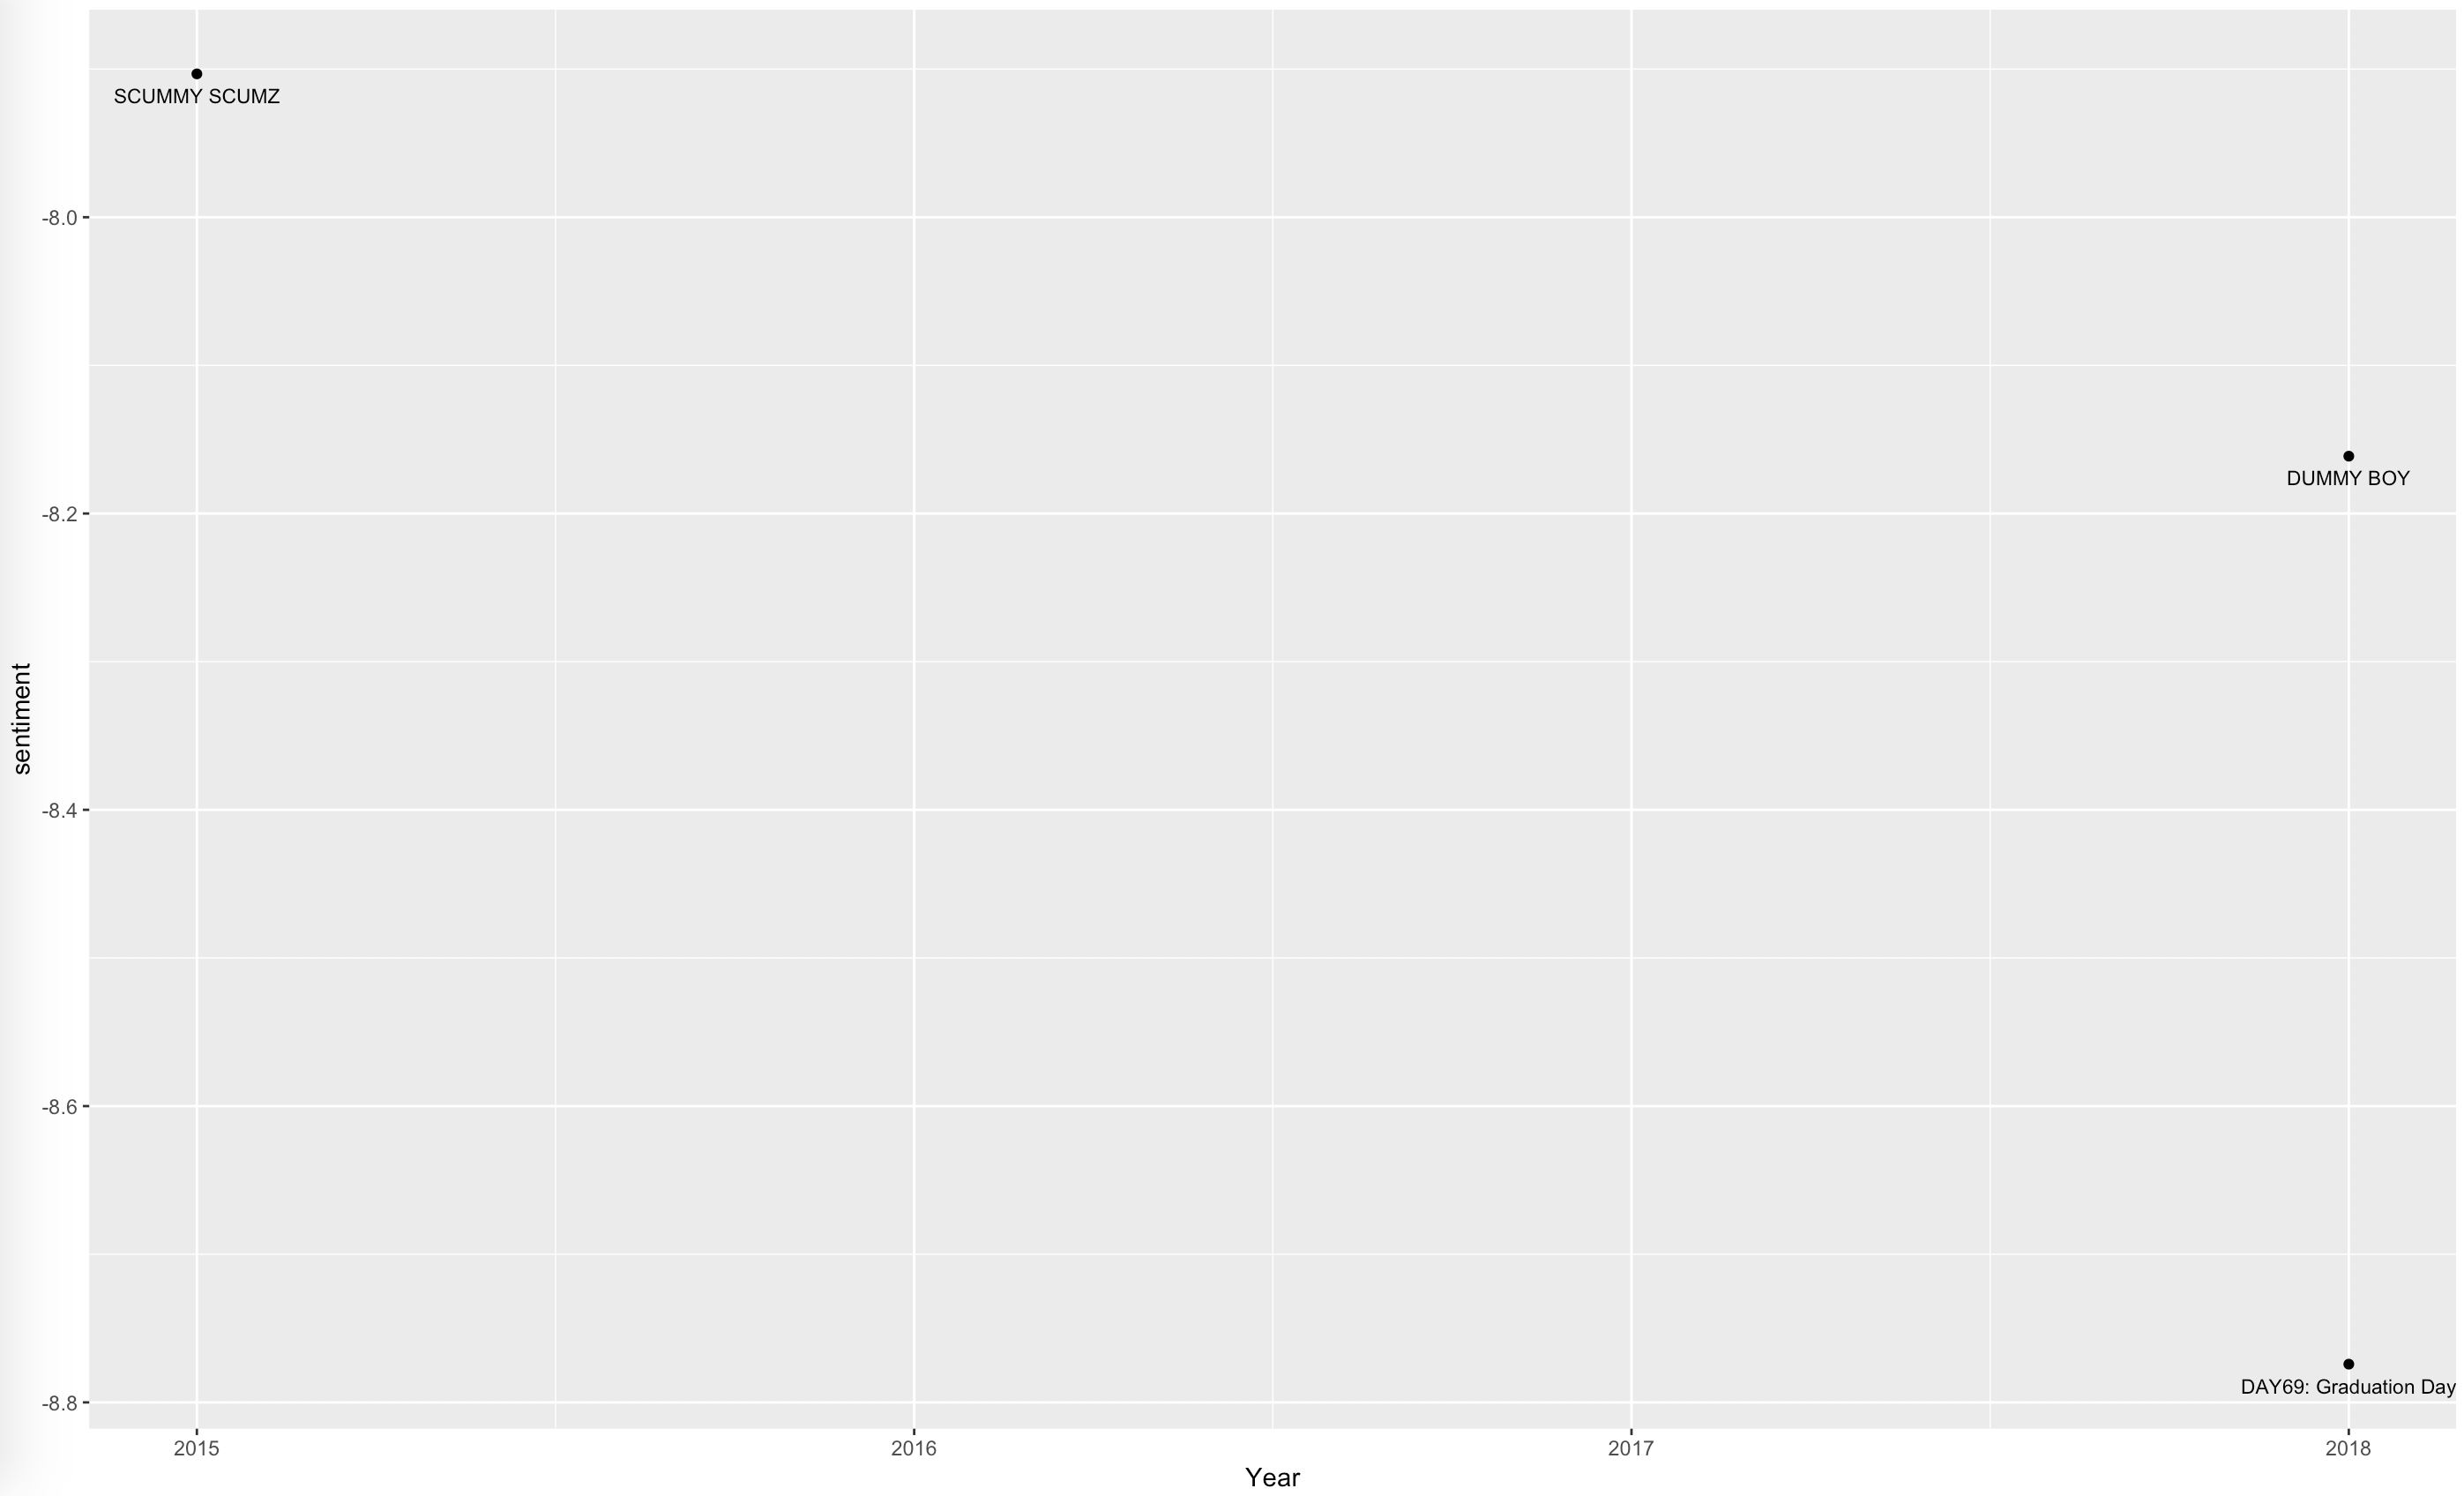 SCUMMY SCUMZ
-8.0
DUMMY BOY
-8.2
sentiment
-8.4
-8.6
DAY69: Graduation Day
-8.8
2015
2016
2017
2018
Year